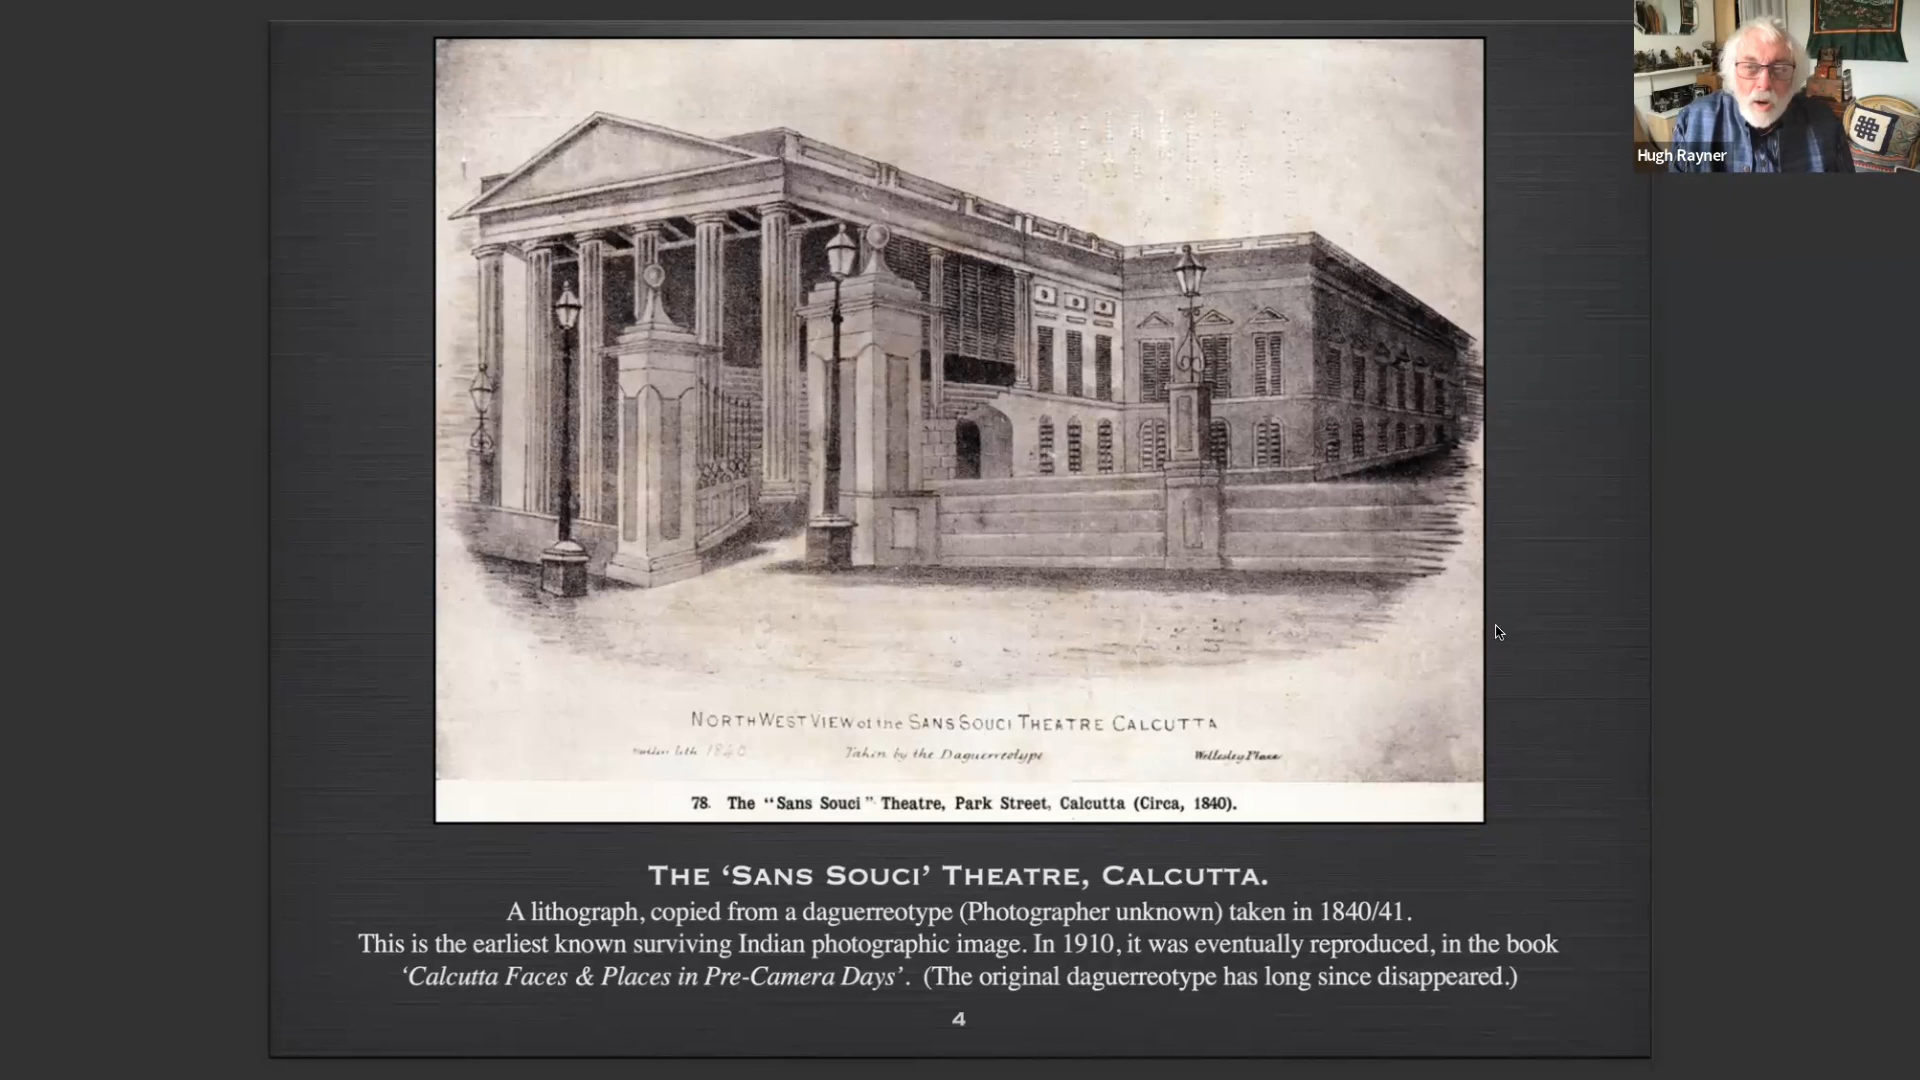 Hugh Rayner
NORTH WEST VIEW of the SANS SOUCI THEATRE CALCUTTA
lith 1840 Taken by the Daguerreotype Wellesley Place
78. The “Sans Souci” Theatre, Park Street, Calcutta (Circa, 1840).
THE ‘SANS SOUCI’ THEATRE, CALCUTTA.
A lithograph, copied from a daguerreotype (Photographer unknown) taken in 1840/41.
This is the earliest known surviving Indian photographic image. In 1910, it was eventually reproduced, in the book
‘Calcutta Faces & Places in Pre-Camera Days’. (The original daguerreotype has long since disappeared.)
4